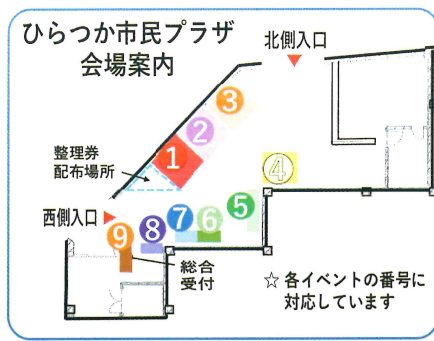 ひらつか市民プラザ
会場案内
北側入口
3
2
整理券
配布場所
1
4
西側入口
5
7
6
8
9
総合
受付
☆ 各イベントの番号に
対応しています